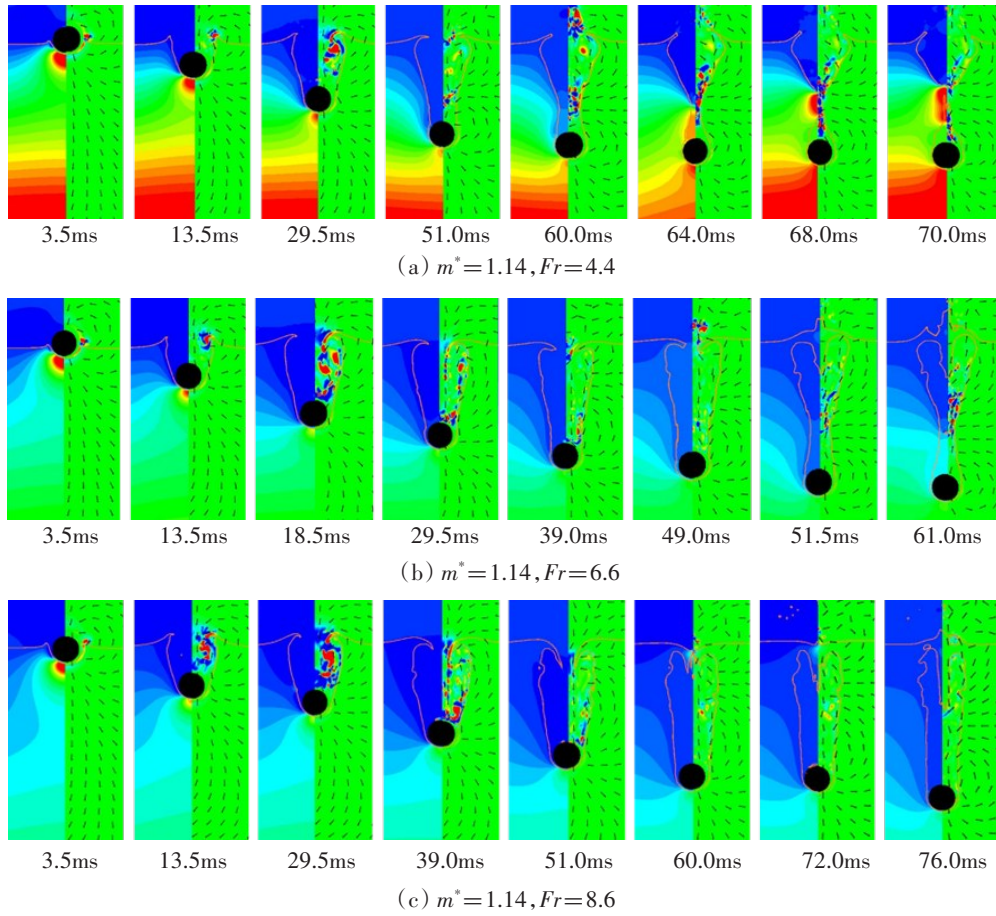 3.5ms 13.5ms 29.5ms 51.0ms 60.0ms 64.0ms 68.0ms 70.0ms
(a) m*=1.14,Fr=4.4
3.5ms 13.5ms 18.5ms 29.5ms 39.0ms 49.0ms 51.5ms 61.0ms
(b) m*=1.14,Fr=6.6
3.5ms 13.5ms 29.5ms 39.0ms 51.0ms 60.0ms 72.0ms 76.0ms
(c) m*=1.14,Fr=8.6